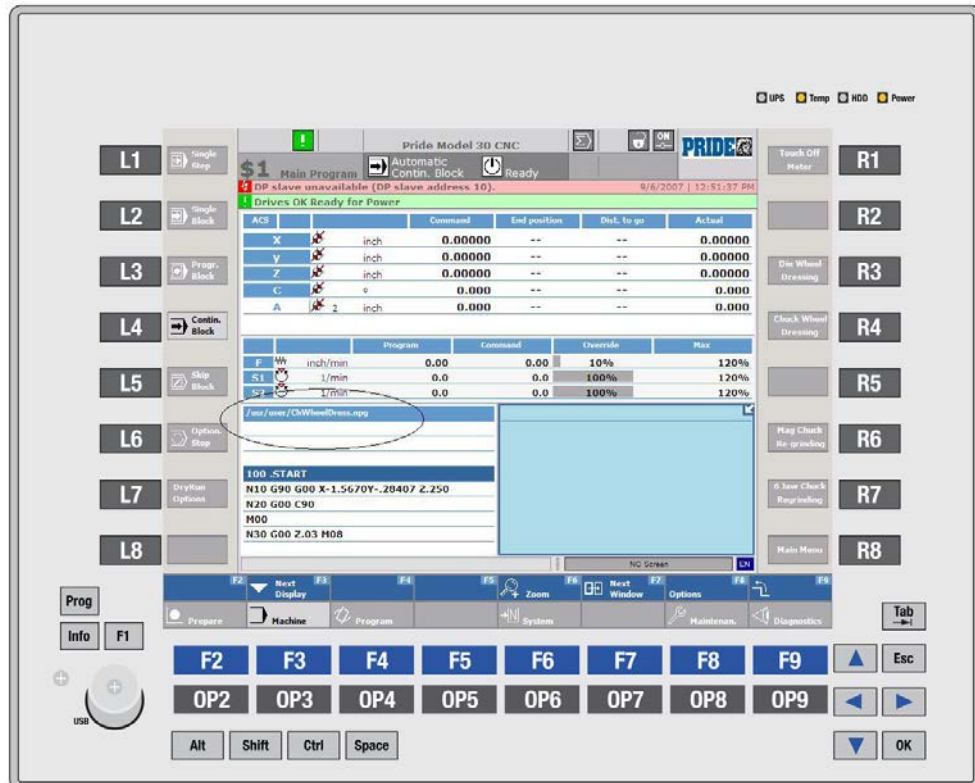 UPS Temp HDD Power
Pride Model 30 CNC
ON
PRIDE
$1 Main Program
Automatic
Contin. Block
Ready
DP slave unavailable (DP slave address 10). 9/6/2007 | 12:51:37 PM
Drives OK Ready for Power
ACS Command End position Dist. to go Actual
X inch 0.00000 -- -- 0.00000
y inch 0.00000 -- -- 0.00000
Z inch 0.00000 -- -- 0.00000
C ° 0.000 -- -- 0.000
A 2 inch 0.000 -- -- 0.000
Program Command Override Max
F inch/min 0.00 0.00 10% 120%
S1 1/min 0.0 0.0 100% 120%
S2 1/min 0.0 0.0 100% 120%
/usr/user/ChWheelDress.npg
100 .START
N10 G90 G00 X-1.5670Y-.28407 Z.250
N20 G00 C90
M00
N30 G00 Z.03 M08
NC Screen EN
L1 Single Step
L2 Single Block
L3 Progr. Block
L4 Contin. Block
L5 Skip Block
L6 Option. Stop
L7 DryRun Options
L8
Touch Off Meter R1
R2
Die Wheel Dressing R3
Chuck Wheel Dressing R4
R5
Mag Chuck Re-grinding R6
6 Jaw Chuck Regrinding R7
Main Menu R8
F2 Next Display F3 F4 F5 Zoom F6 Next Window F7 Options F8 F9
Prepare Machine Program System Maintenan. Diagnostics
Prog
Info F1
Tab
F2 F3 F4 F5 F6 F7 F8 F9 Esc
OP2 OP3 OP4 OP5 OP6 OP7 OP8 OP9
USB
Alt Shift Ctrl Space OK